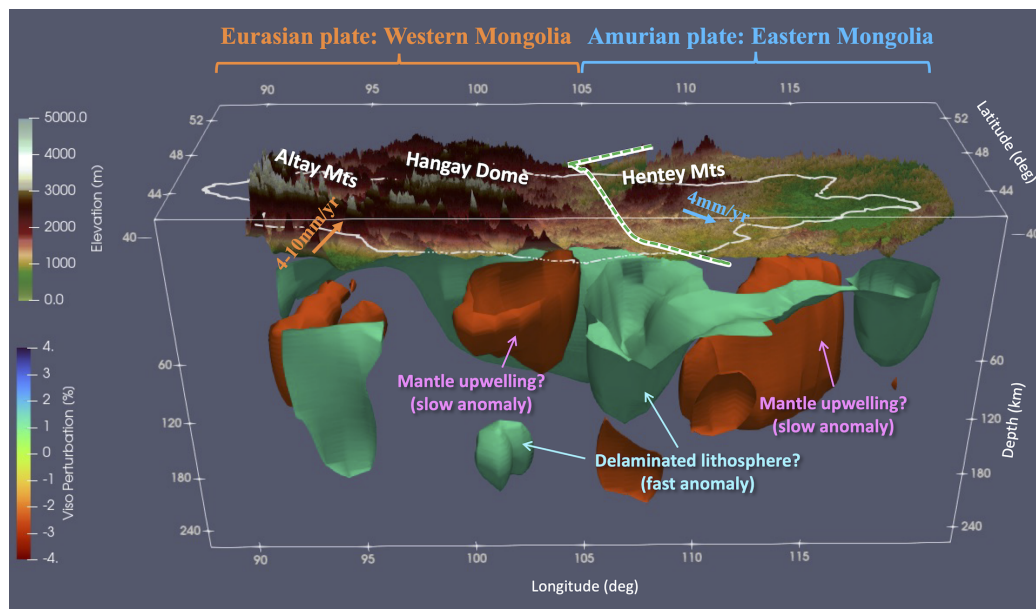 Eurasian plate: Western Mongolia
Amurian plate: Eastern Mongolia
90
95
100
105
110
115
52
48
44
40
52
48
44
40
Latitude (deg)
5000.0
4000
3000
2000
1000
0.0
Elevation (m)
Altay Mts
Hangay Dome
Hentey Mts
4-10mm/yr
4mm/yr
4.
3
2
1
0
-1
-2
-3
-4.
Viso Perturbation (%)
60
120
180
240
60
120
180
240
Depth (km)
Mantle upwelling?
(slow anomaly)
Mantle upwelling?
(slow anomaly)
Delaminated lithosphere?
(fast anomaly)
90
95
100
105
110
115
Longitude (deg)